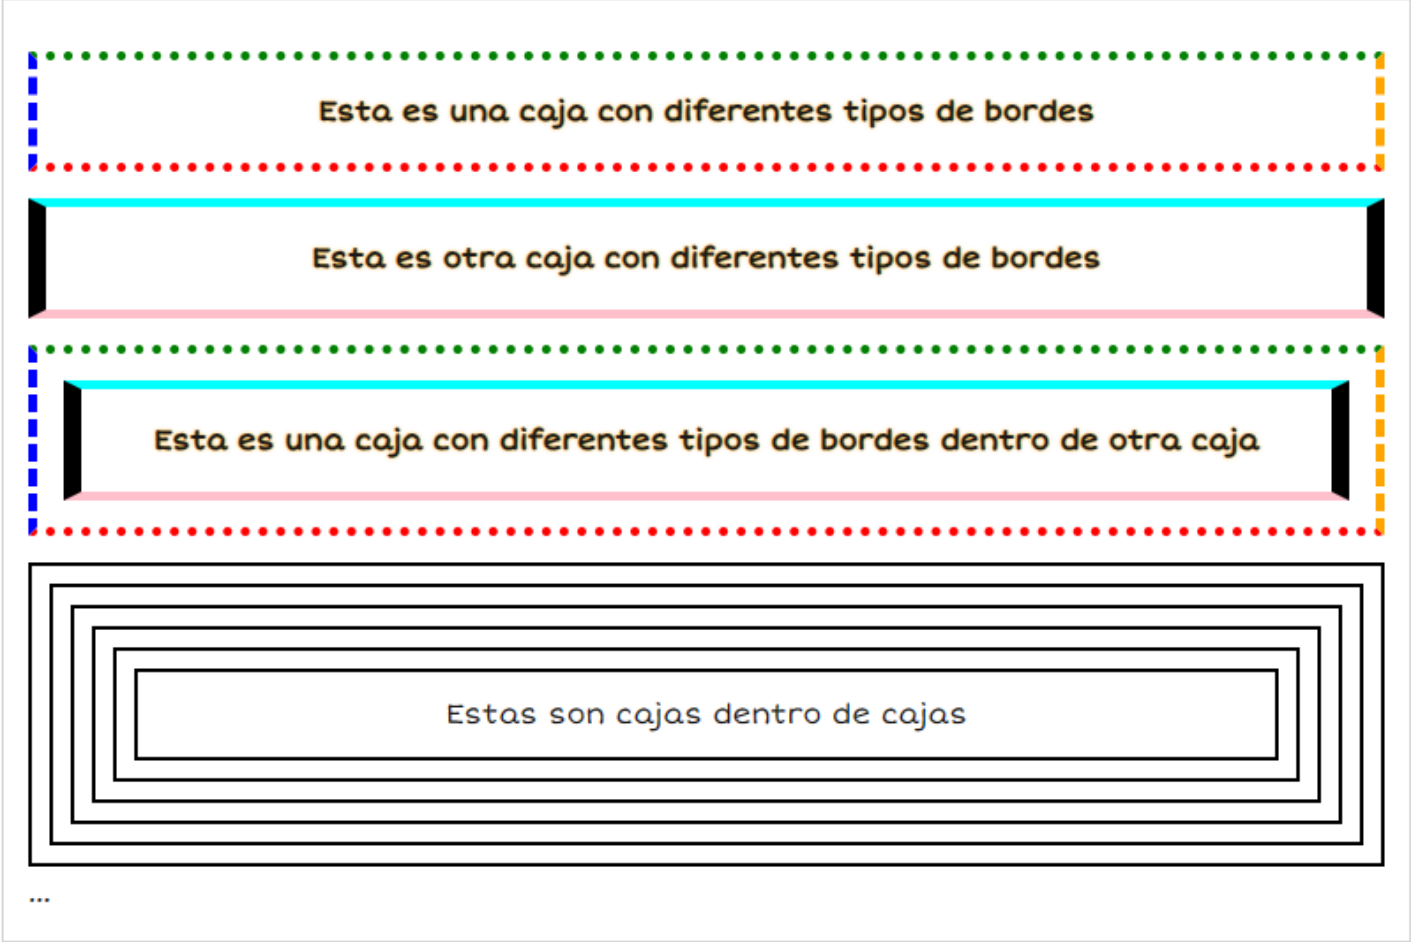 Esta es una caja con diferentes tipos de bordes
Esta es otra caja con diferentes tipos de bordes
Esta es una caja con diferentes tipos de bordes dentro de otra caja
Estas son cajas dentro de cajas
...